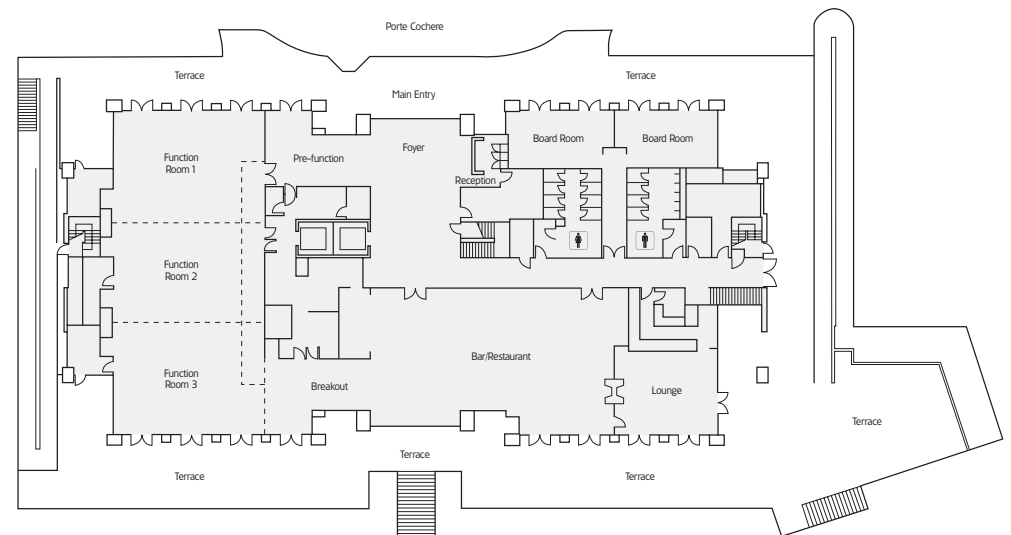 Porte Cochere
Terrace
Terrace
Main Entry
Board Room
Board Room
Foyer
Function
Room 1
Pre-function
Reception
Function
Room 2
Bar/Restaurant
Function
Room 3
Breakout
Lounge
Terrace
Terrace
Terrace
Terrace